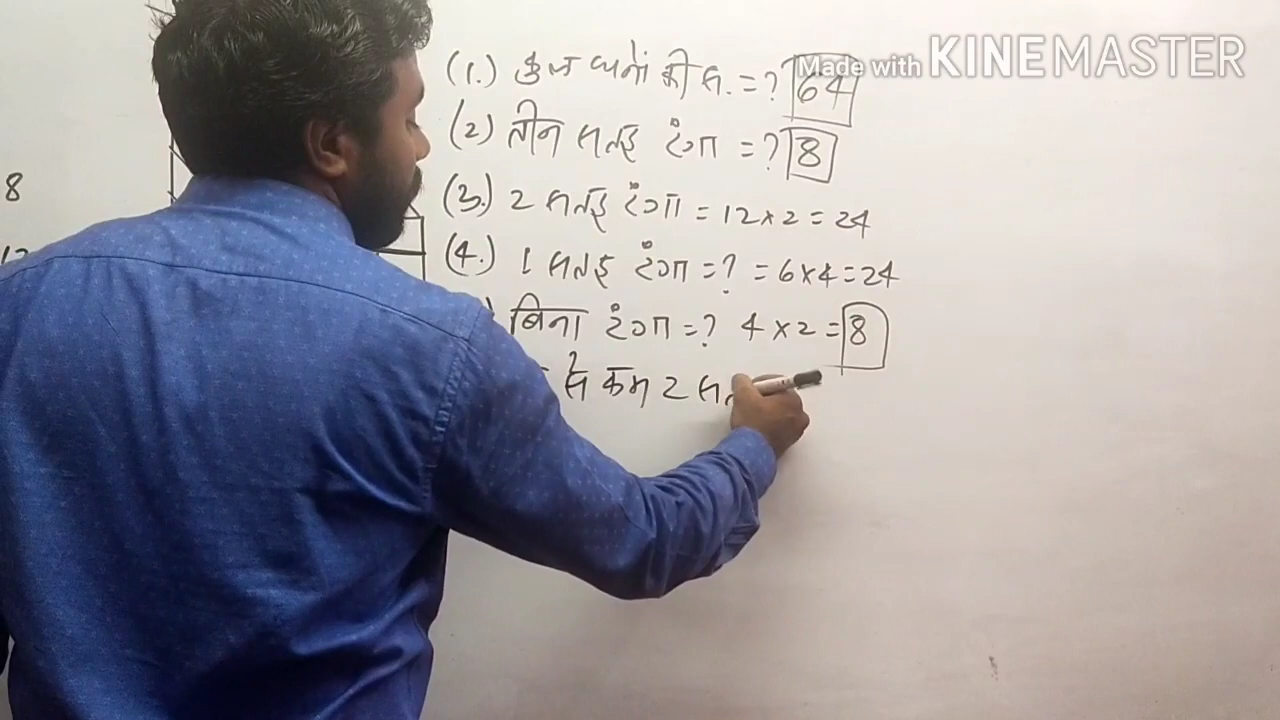 Made with KINEMASTER
(1.) कुल घनों की स. = ? 64
(2) तीन सतह रंगा = ? 8
(3.) 2 सतह रंगा = 12 x 2 = 24
(4.) 1 सतह रंगा = ? = 6 x 4 = 24
बिना रंगा = ? 4 x 2 = 8
से कम 2 स
8
12